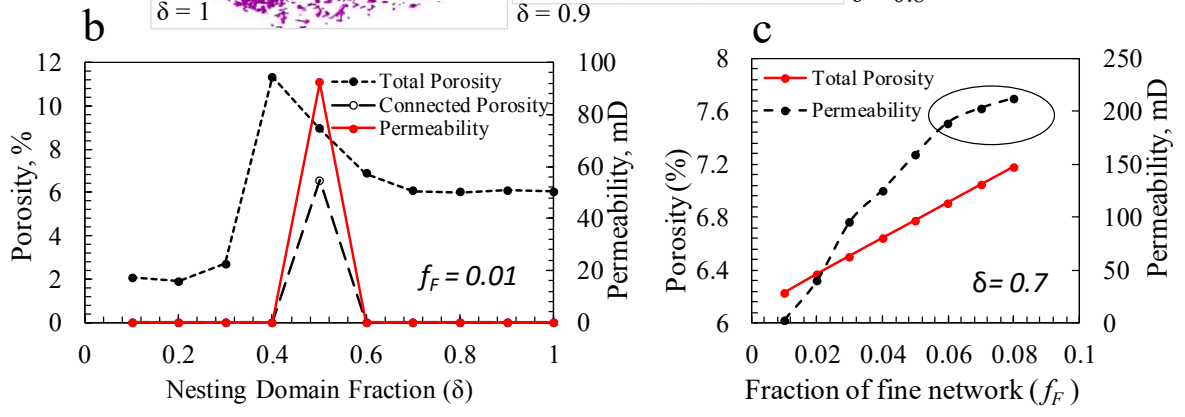 δ = 1
δ = 0.9
b
c
12
10
8
6
4
2
0
Porosity, %
Total Porosity
Connected Porosity
Permeability
f_F = 0.01
100
80
60
40
20
0
Permeability, mD
0 0.2 0.4 0.6 0.8 1
Nesting Domain Fraction (δ)
8
7.6
7.2
6.8
6.4
6
Porosity (%)
Total Porosity
Permeability
δ= 0.7
250
200
150
100
50
0
Permeability, mD
0 0.02 0.04 0.06 0.08 0.1
Fraction of fine network (f_F)